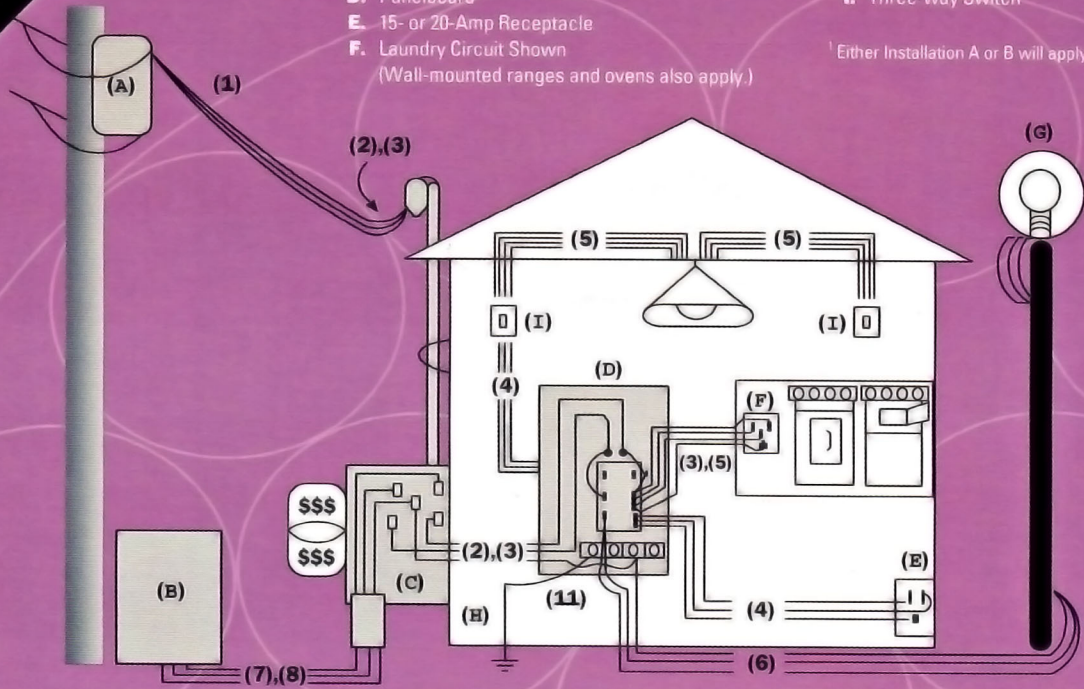 E. 15- or 20-Amp Receptacle
F. Laundry Circuit Shown
(Wall-mounted ranges and ovens also apply.)
¹ Either Installation A or B will apply
(A)
(1)
(2),(3)
(G)
(5)
(5)
(I)
(I)
(4)
(D)
(F)
(3),(5)
$$$
$$$
(2),(3)
(C)
(B)
(E)
(11)
(H)
(4)
(6)
(7),(8)